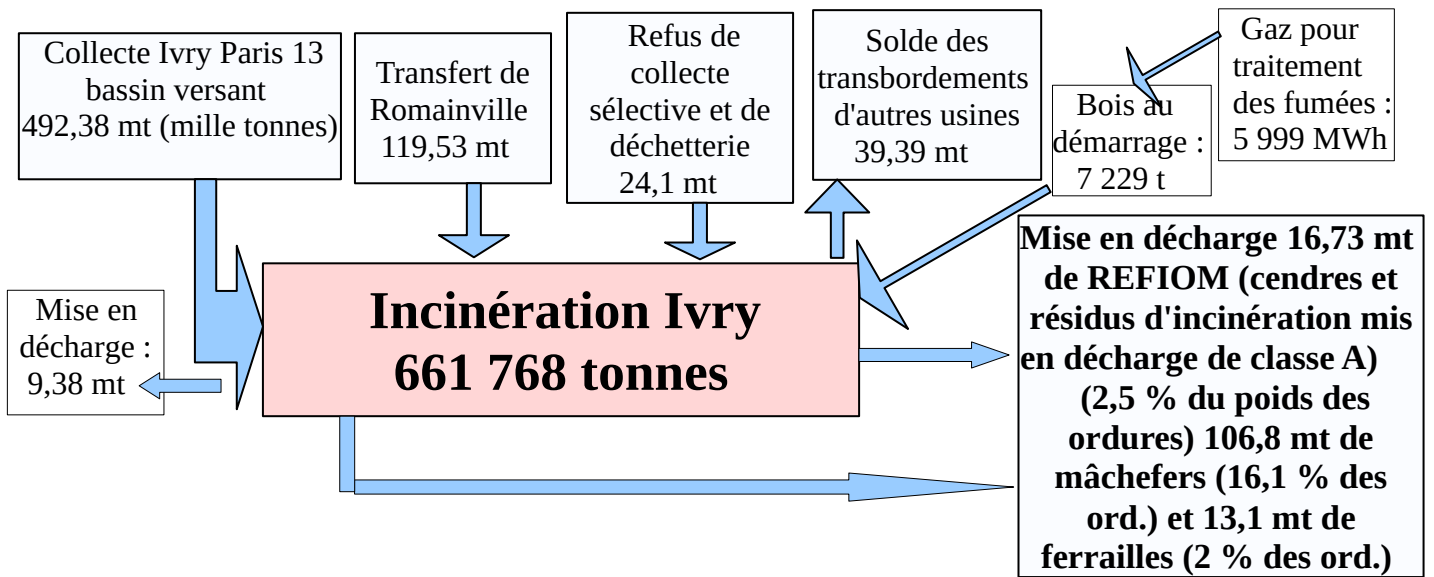 Collecte Ivry Paris 13
bassin versant
492,38 mt (mille tonnes)
Transfert de
Romainville
119,53 mt
Refus de
collecte
sélective et de
déchetterie
24,1 mt
Solde des
transbordements
d'autres usines
39,39 mt
Bois au
démarrage :
7 229 t
Gaz pour
traitement
des fumées :
5 999 MWh
Mise en
décharge :
9,38 mt
Incinération Ivry
661 768 tonnes
Mise en décharge 16,73 mt
de REFIOM (cendres et
résidus d'incinération mis
en décharge de classe A)
(2,5 % du poids des
ordures) 106,8 mt de
mâchefers (16,1 % des
ord.) et 13,1 mt de
ferrailles (2 % des ord.)